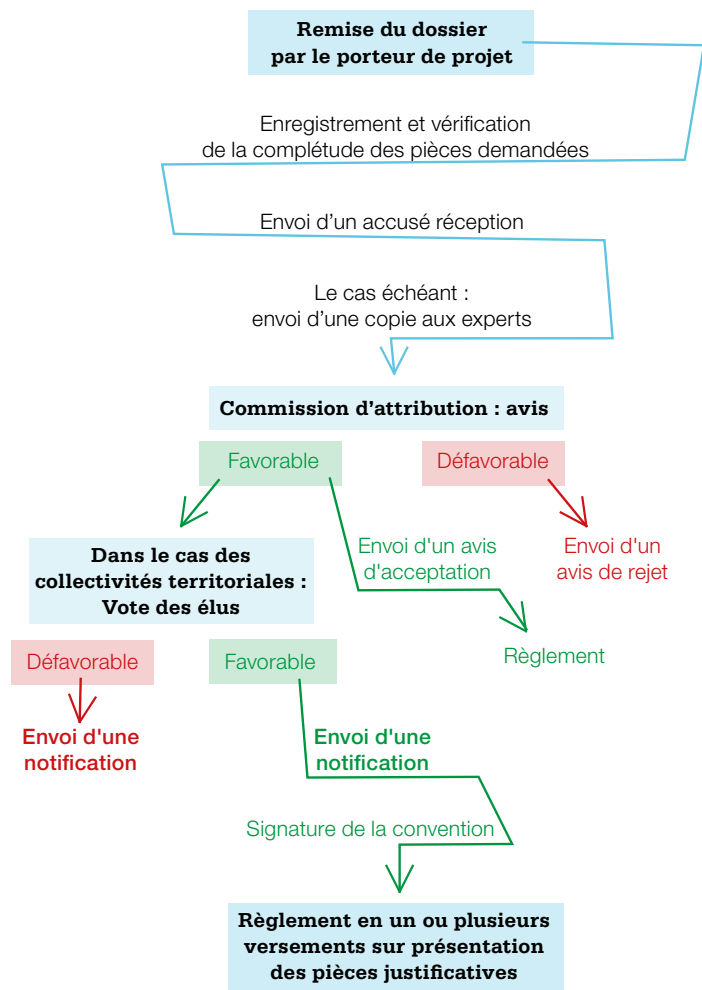 Remise du dossier
par le porteur de projet
Enregistrement et vérification
de la complétude des pièces demandées
Envoi d'un accusé réception
Le cas échéant :
envoi d'une copie aux experts
Commission d'attribution : avis
Favorable
Défavorable
Envoi d'un avis
d'acceptation
Envoi d'un
avis de rejet
Dans le cas des
collectivités territoriales :
Vote des élus
Règlement
Défavorable
Favorable
Envoi d'une
notification
Envoi d'une
notification
Signature de la convention
Règlement en un ou plusieurs
versements sur présentation
des pièces justificatives